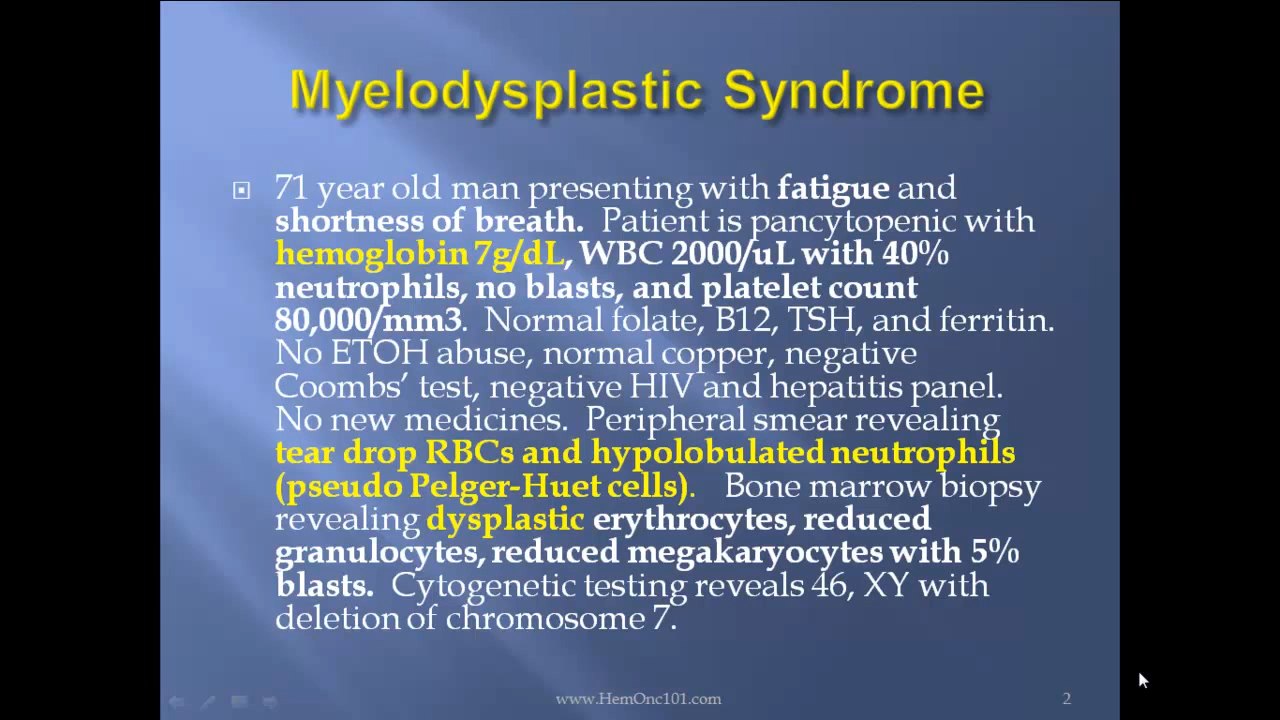 Myelodysplastic Syndrome
71 year old man presenting with fatigue and
shortness of breath. Patient is pancytopenic with
hemoglobin 7g/dL, WBC 2000/uL with 40%
neutrophils, no blasts, and platelet count
80,000/mm3. Normal folate, B12, TSH, and ferritin.
No ETOH abuse, normal copper, negative
Coombs' test, negative HIV and hepatitis panel.
No new medicines. Peripheral smear revealing
tear drop RBCs and hypolobulated neutrophils
(pseudo Pelger-Huet cells). Bone marrow biopsy
revealing dysplastic erythrocytes, reduced
granulocytes, reduced megakaryocytes with 5%
blasts. Cytogenetic testing reveals 46, XY with
deletion of chromosome 7.
www.HemOnc101.com
2